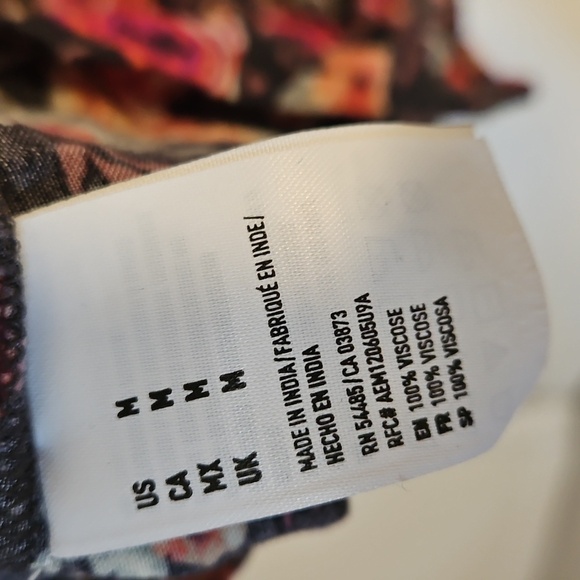 US M
CA M
MX M
UK M
MADE IN INDIA/FABRIQUÉ EN INDE/
HECHO EN INDIA
RN 54485/CA 03873
RFC# AEM120605U9A
EN 100% VISCOSE
FR 100% VISCOSE
SP 100% VISCOSA